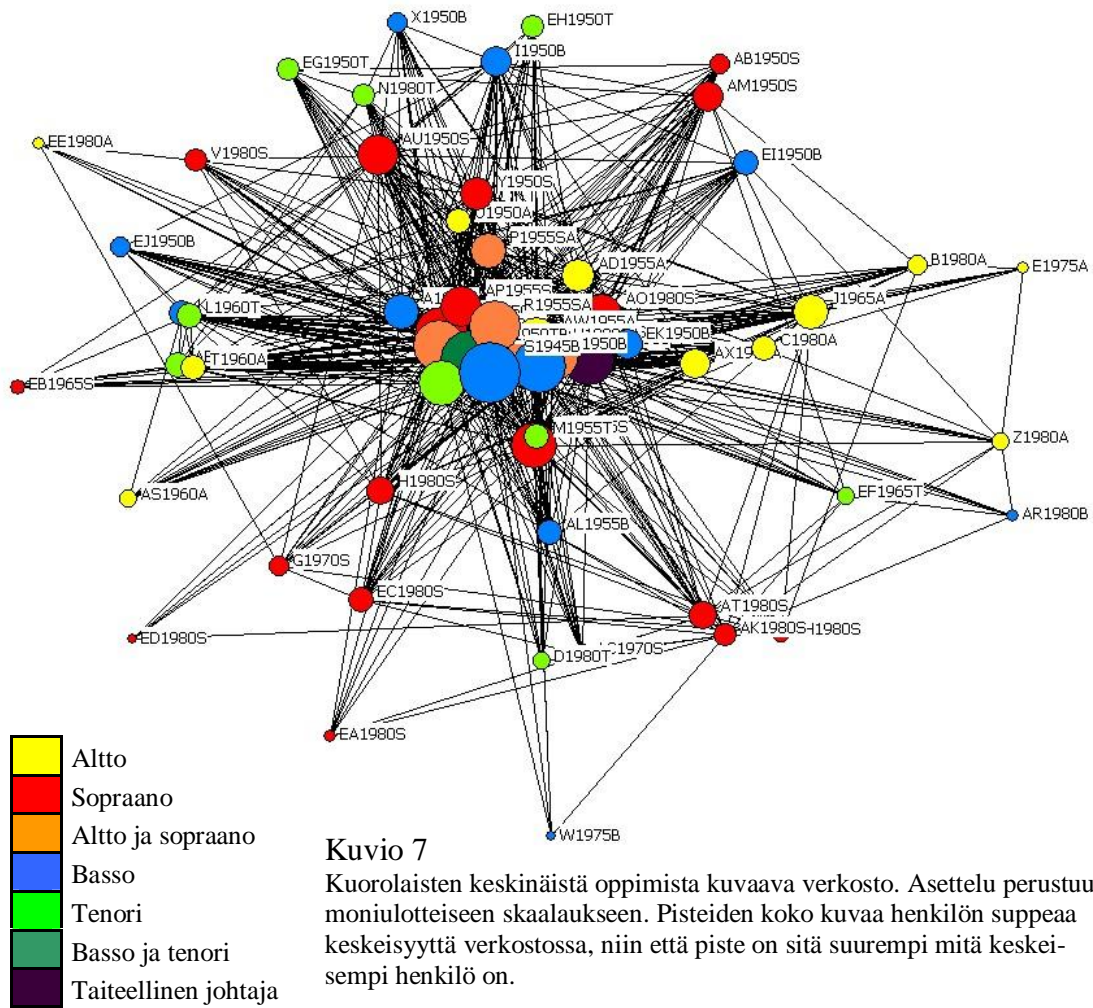 X1950B
EH1950T
I1950B
AB1950S
EG1950T
AM1950S
N1980T
EE1980A
AU1950S
V1980S
EI1950B
Y1950S
U1950A
P1955SA
EJ1950B
AD1955A
B1980A
E1975A
AP1955S
AO1980S
J1965A
L1960T
R1955SA
EK1950B
S1945B
1950B
C1980A
T1960A
EB1965S
M1955T
Z1980A
H1980S
AS1960A
EF1965T
AR1980B
AL1955B
G1970S
EC1980S
AT1980S
ED1980S
AK1980S
H1980S
D1980T
1970S
EA1980S
W1975B
Altto
Sopraano
Altto ja sopraano
Basso
Tenori
Basso ja tenori
Taiteellinen johtaja
Kuvio 7
Kuorolaisten keskinäistä oppimista kuvaava verkosto. Asettelu perustuu
moniulotteiseen skaalaukseen. Pisteiden koko kuvaa henkilön suppeaa
keskeisyyttä verkostossa, niin että piste on sitä suurempi mitä keskei-
sempi henkilö on.